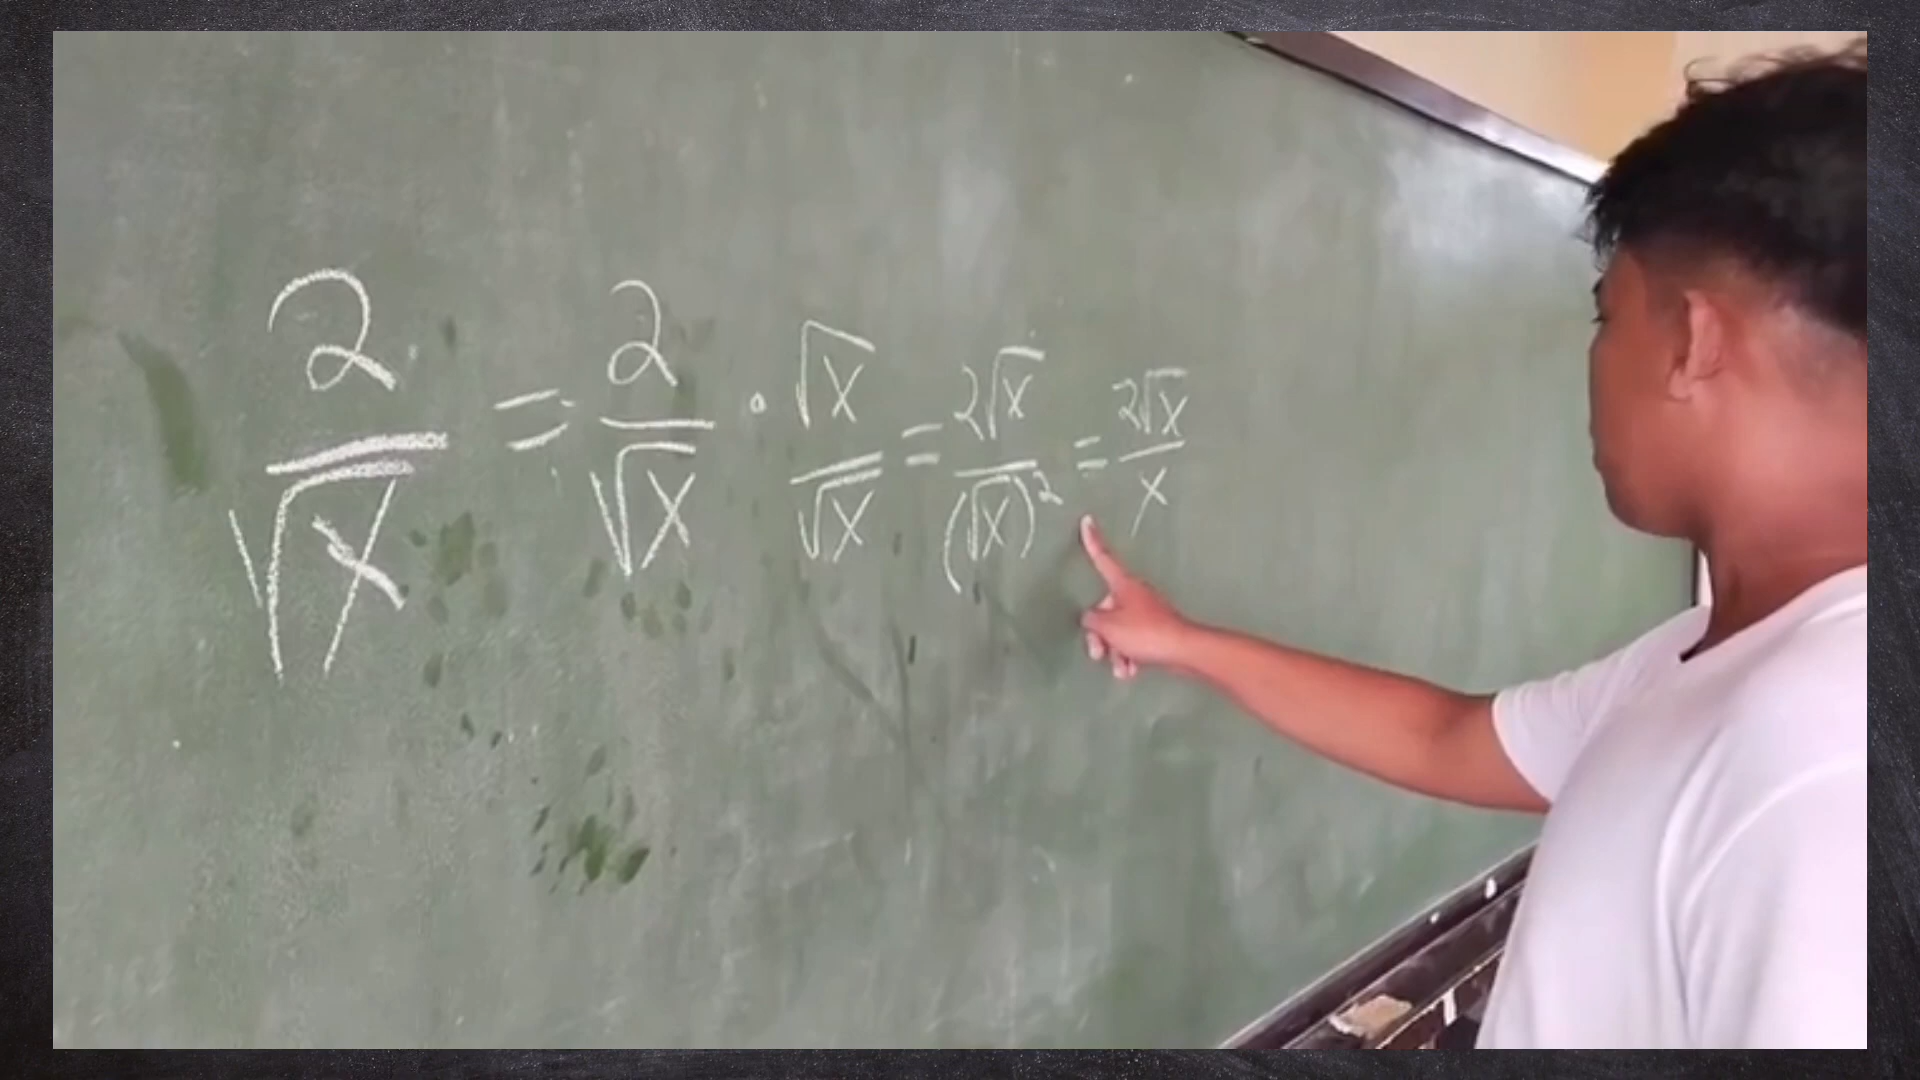 2/√x = 2/√x · √x/√x = 2√x/(√x)² = 2√x/x